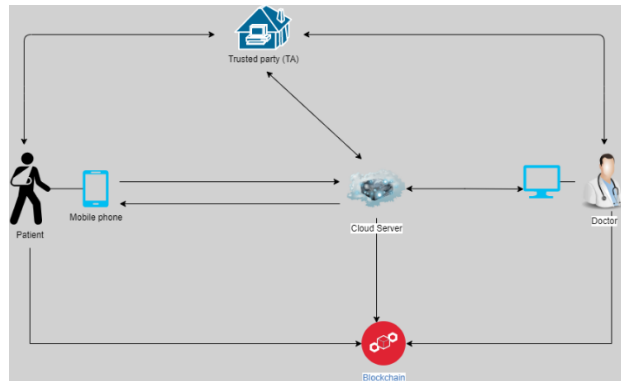 Trusted party (TA)
Mobile phone
Patient
Cloud Server
Doctor
Blockchain